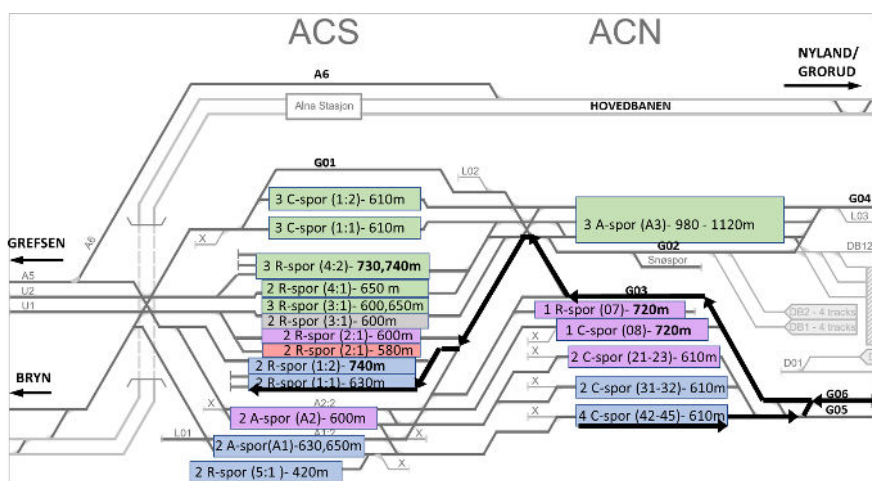 ACS
ACN
NYLAND/
GRORUD
A6
HOVEDBANEN
Alna Stasjon
G01
L02
3 C-spor (1:2)- 610m
3 C-spor (1:1)- 610m
X
3 A-spor (A3) - 980 - 1120m
G04
L03
A6
GREFSEN
G02
DB12
3 R-spor (4:2)- 730,740m
Snøspor
A5
2 R-spor (4:1)- 650 m
G03
U2
3 R-spor (3:1)- 600,650m
1 R-spor (07)- 720m
DB2 - 4 tracks
U1
2 R-spor (3:1)- 600m
1 C-spor (08)- 720m
X
DB1 - 4 tracks
2 R-spor (2:1)- 600m
2 R-spor (2:1)- 580m
2 C-spor (21-23)- 610m
X
2 R-spor (1:2)- 740m
D01
D
BRYN
2 R-spor (1:1)- 630m
2 C-spor (31-32)- 610m
X
G06
A2:2
X
2 A-spor (A2)- 600m
4 C-spor (42-45)- 610m
X
G05
A1:2
X
L01
2 A-spor(A1)-630,650m
2 R-spor (5:1 )- 420m
X